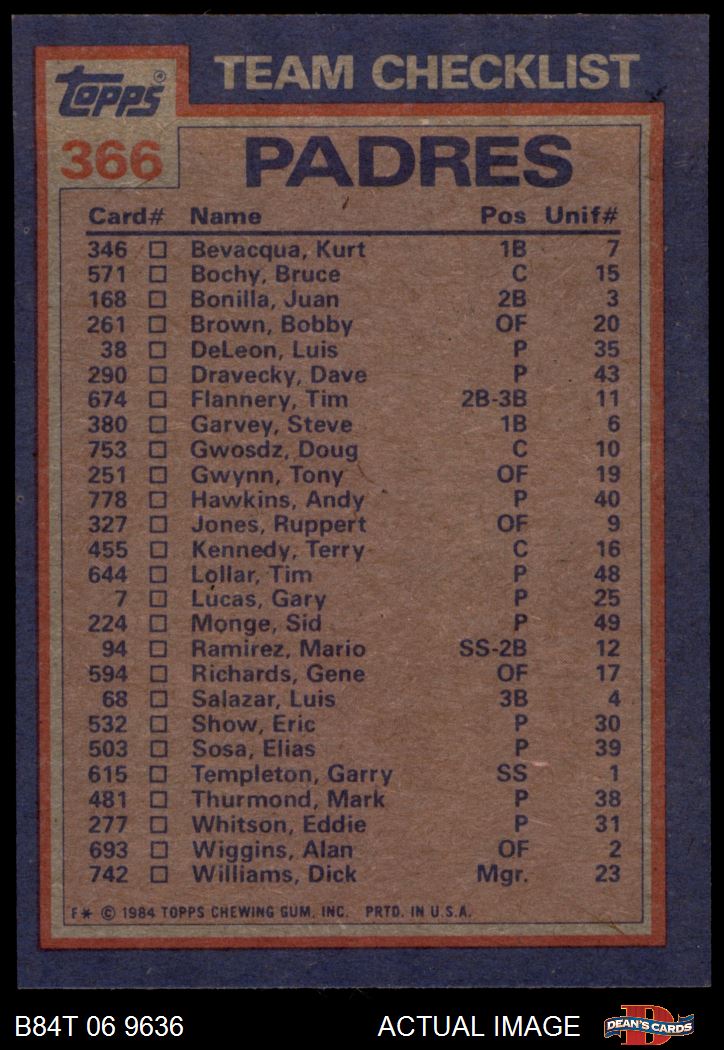 TEAM CHECKLIST
Topps ®
366 PADRES
Card# Name Pos Unif#
346 Bevacqua, Kurt 1B 7
571 Bochy, Bruce C 15
168 Bonilla, Juan 2B 3
261 Brown, Bobby OF 20
38 DeLeon, Luis P 35
290 Dravecky, Dave P 43
674 Flannery, Tim 2B-3B 11
380 Garvey, Steve 1B 6
753 Gwosdz, Doug C 10
251 Gwynn, Tony OF 19
778 Hawkins, Andy P 40
327 Jones, Ruppert OF 9
455 Kennedy, Terry C 16
644 Lollar, Tim P 48
7 Lucas, Gary P 25
224 Monge, Sid P 49
94 Ramirez, Mario SS-2B 12
594 Richards, Gene OF 17
68 Salazar, Luis 3B 4
532 Show, Eric P 30
503 Sosa, Elias P 39
615 Templeton, Garry SS 1
481 Thurmond, Mark P 38
277 Whitson, Eddie P 31
693 Wiggins, Alan OF 2
742 Williams, Dick Mgr. 23
F* © 1984 TOPPS CHEWING GUM, INC. PRTD. IN U.S.A.
B84T 06 9636 ACTUAL IMAGE D DEAN'S CARDS